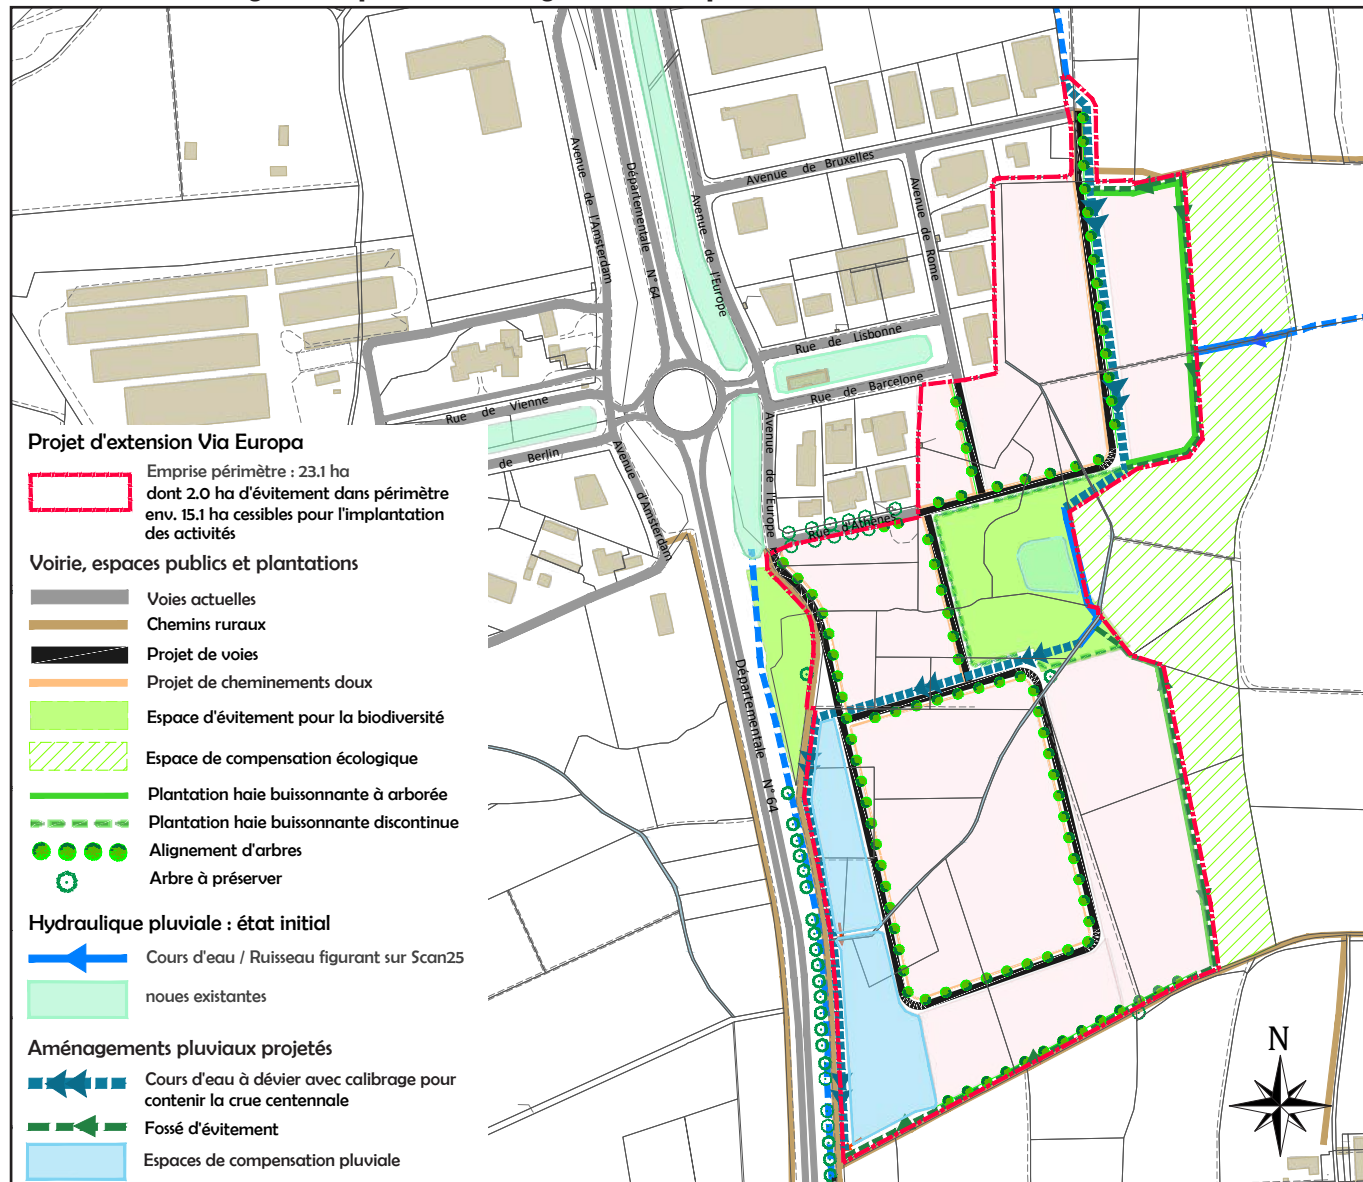 Avenue de Bruxelles
Avenue de l'Amsterdam
Départementale N° 64
Avenue de l'Europe
Avenue de Rome
Rue de Lisbonne
Rue de Barcelone
Rue de Vienne
de Berlin
Avenue d'Amsterdam
Avenue de l'Europe
Rue d'Athènes
Départementale N° 64
Projet d'extension Via Europa
Emprise périmètre : 23.1 ha
dont 2.0 ha d'évitement dans périmètre
env. 15.1 ha cessibles pour l'implantation
des activités
Voirie, espaces publics et plantations
Voies actuelles
Chemins ruraux
Projet de voies
Projet de cheminements doux
Espace d'évitement pour la biodiversité
Espace de compensation écologique
Plantation haie buissonnante à arborée
Plantation haie buissonnante discontinue
Alignement d'arbres
Arbre à préserver
Hydraulique pluviale : état initial
Cours d'eau / Ruisseau figurant sur Scan25
noues existantes
Aménagements pluviaux projetés
Cours d'eau à dévier avec calibrage pour
contenir la crue centennale
Fossé d'évitement
Espaces de compensation pluviale
N